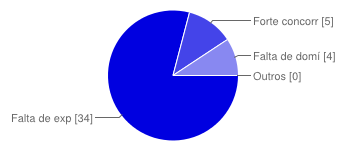 Forte concorr [5]
Falta de domí [4]
Outros [0]
Falta de exp [34]